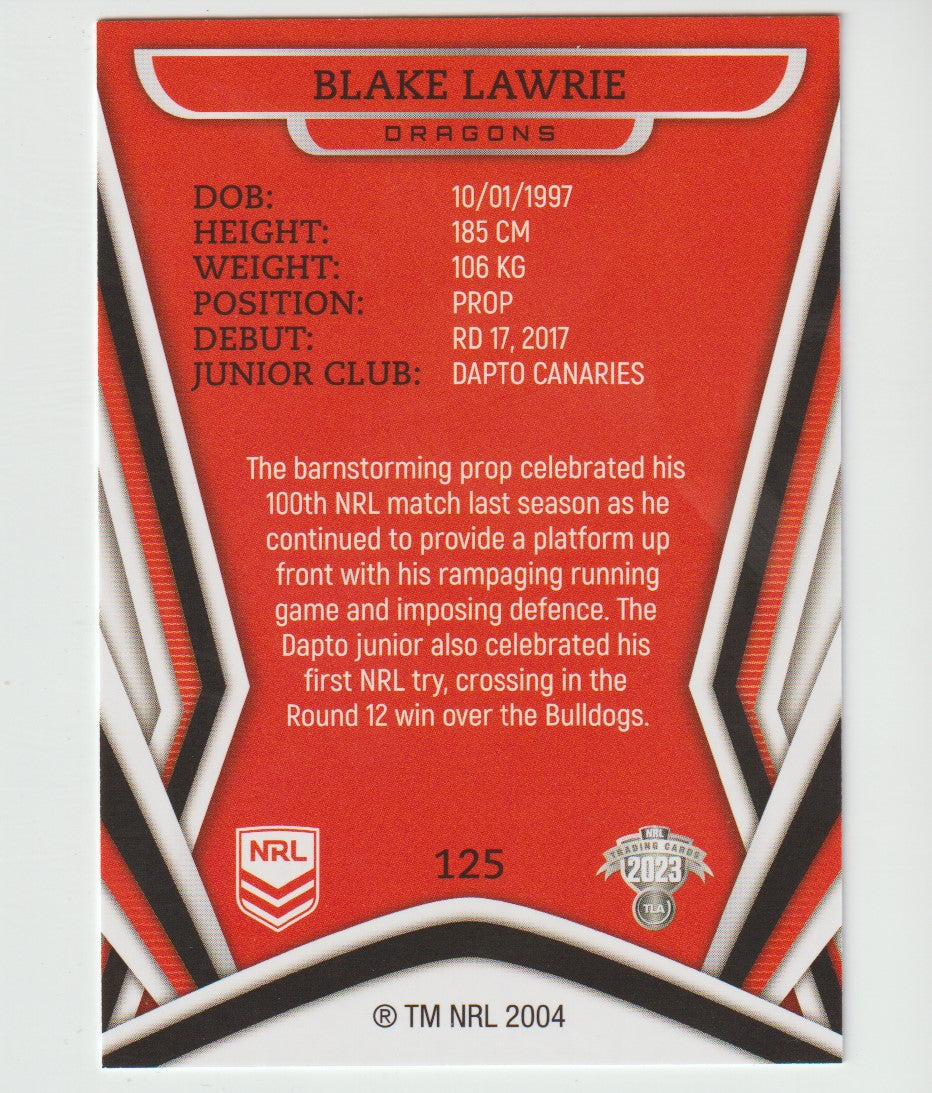 BLAKE LAWRIE
DRAGONS
DOB: 10/01/1997
HEIGHT: 185 CM
WEIGHT: 106 KG
POSITION: PROP
DEBUT: RD 17, 2017
JUNIOR CLUB: DAPTO CANARIES
The barnstorming prop celebrated his
100th NRL match last season as he
continued to provide a platform up
front with his rampaging running
game and imposing defence. The
Dapto junior also celebrated his
first NRL try, crossing in the
Round 12 win over the Bulldogs.
NRL
125
NRL
TRADING CARDS
2023
TLA
® TM NRL 2004